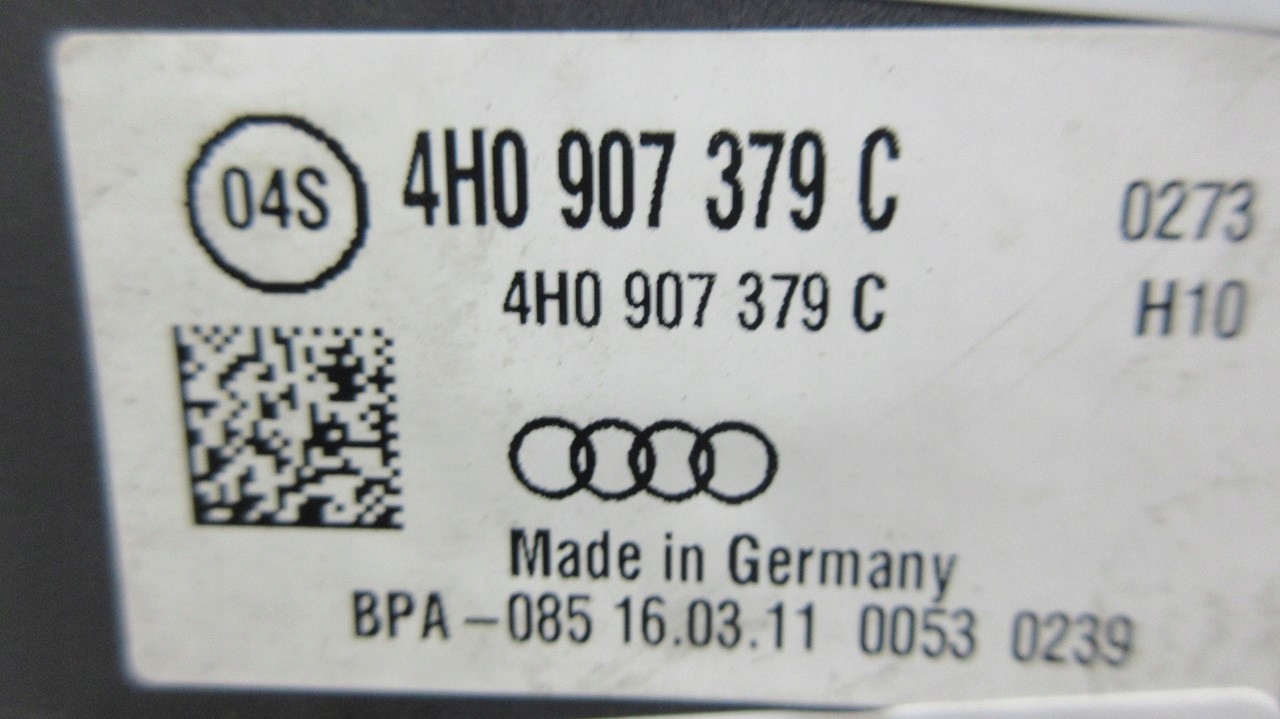 04S 4H0 907 379 C 0273
4H0 907 379 C H10
Made in Germany
BPA-085 16.03.11 0053 0239